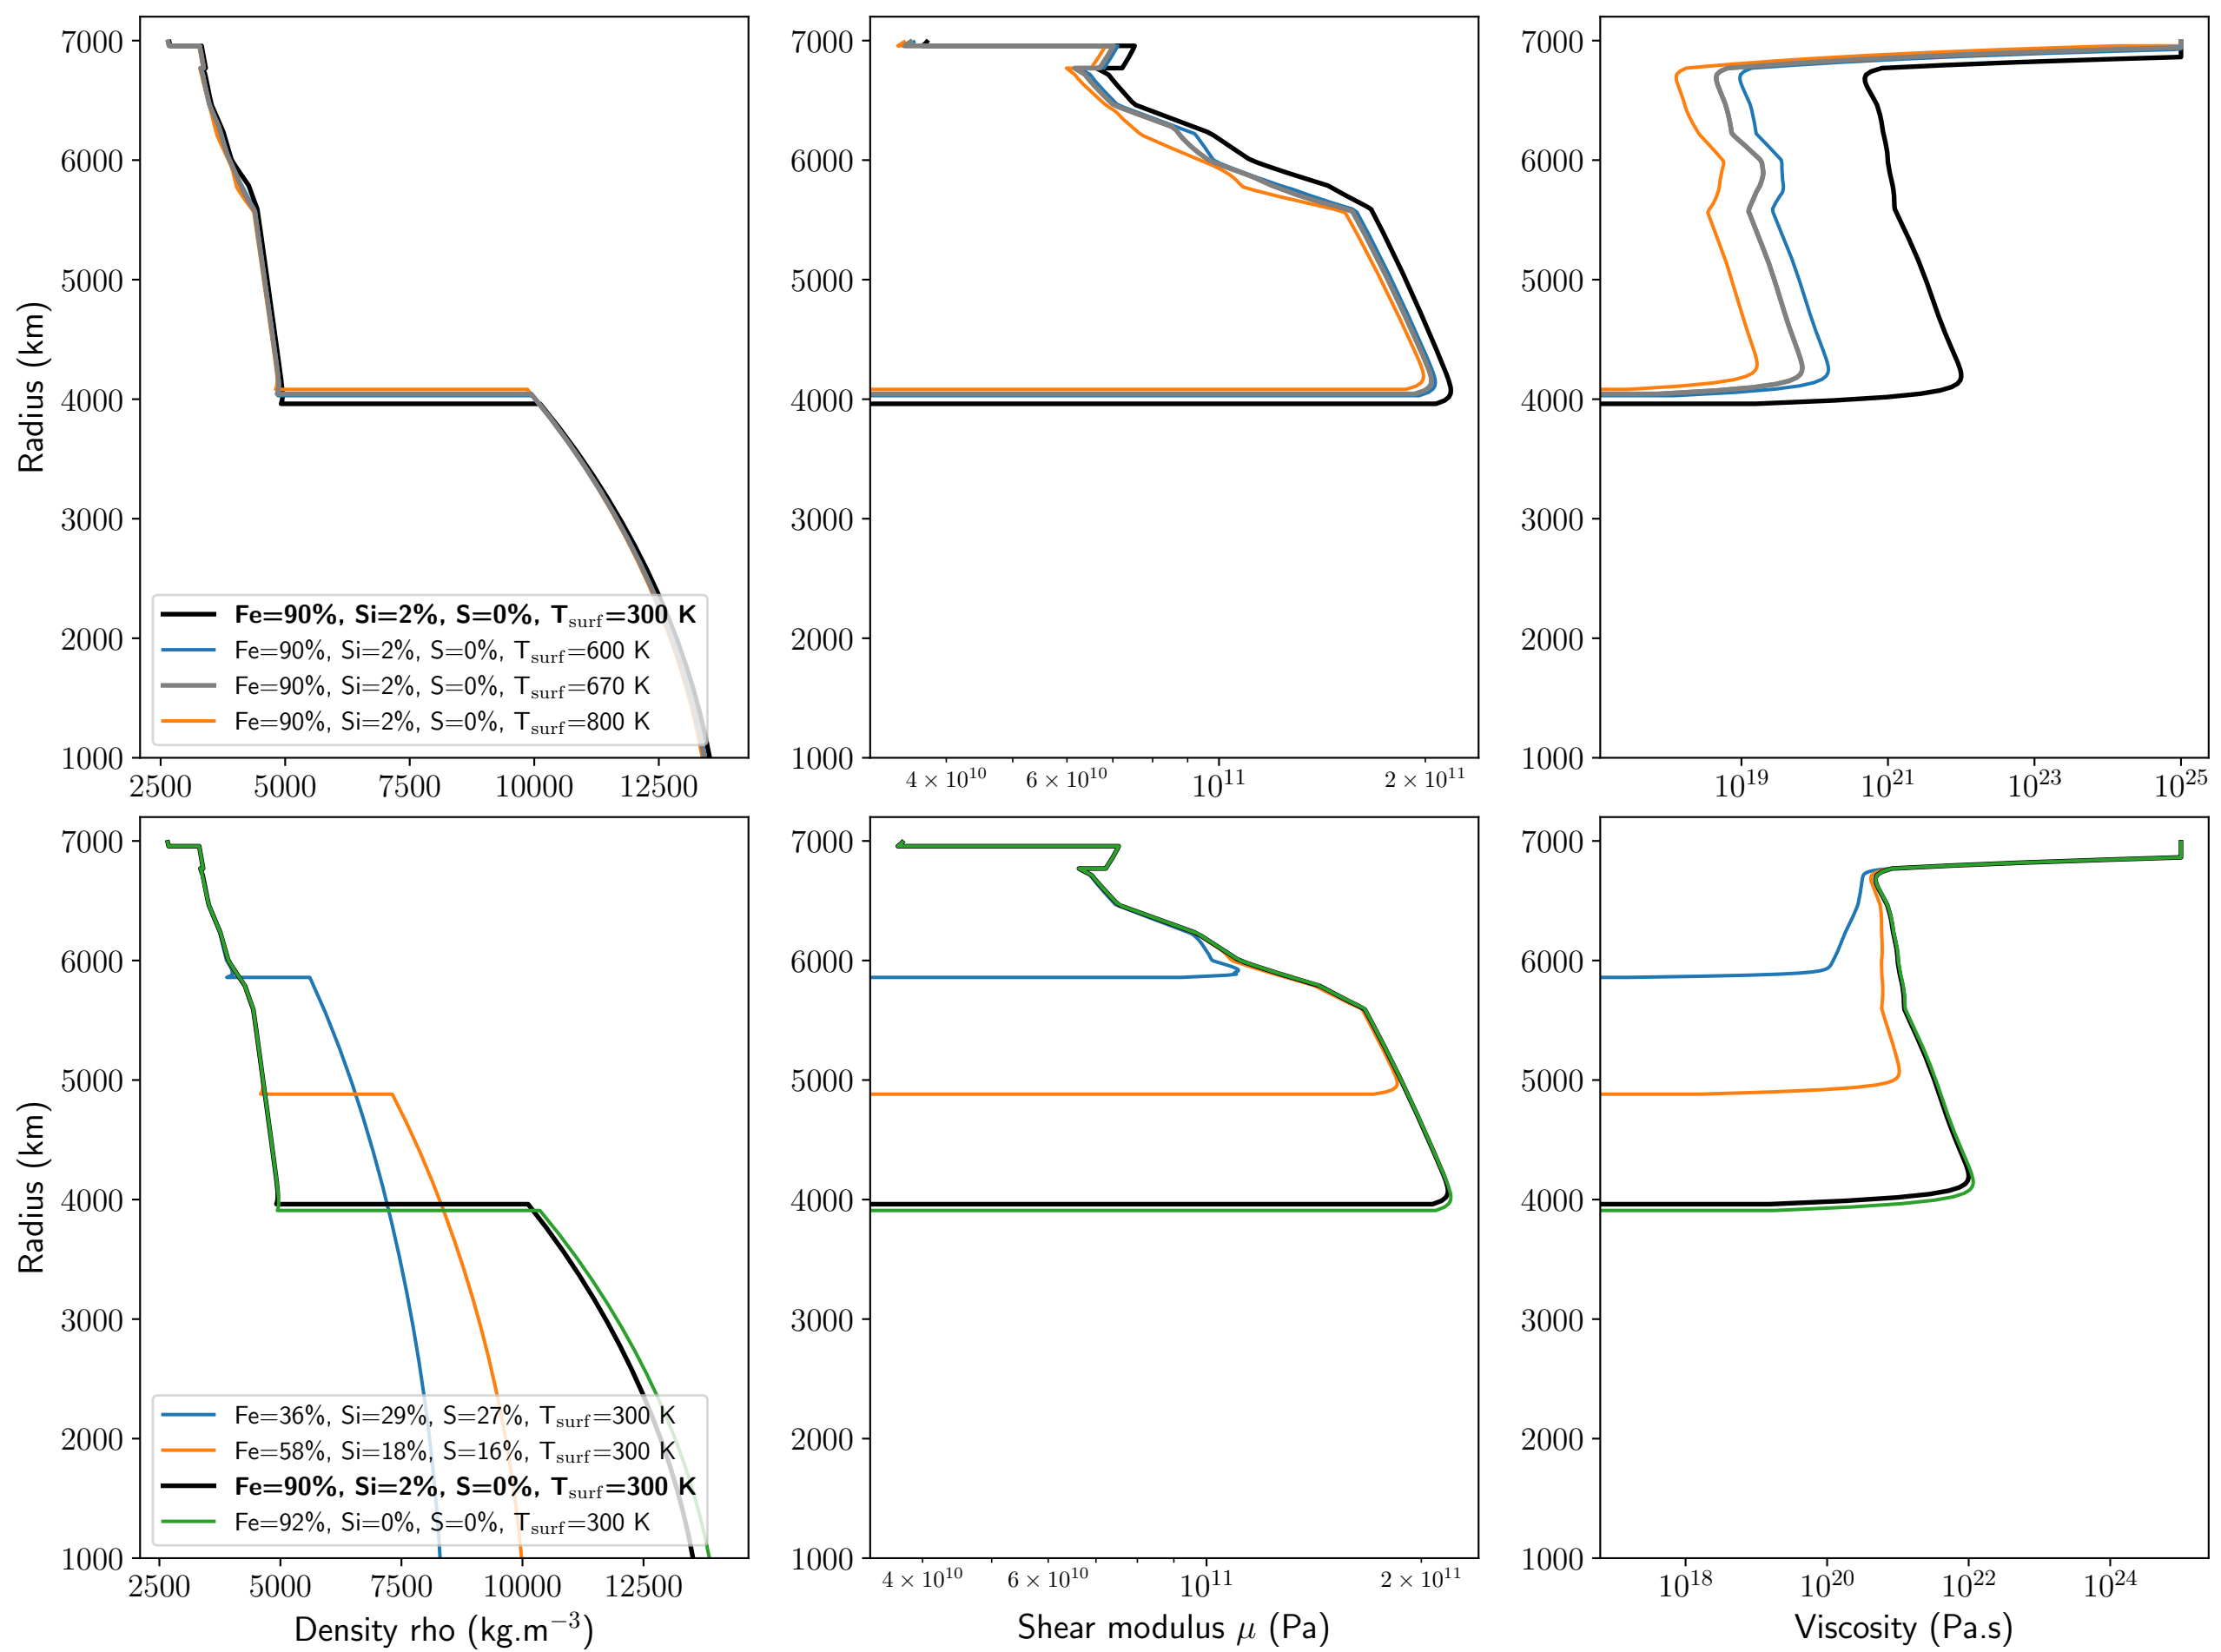 Radius (km)
7000
6000
5000
4000
3000
2000
1000
2500 5000 7500 10000 12500
Fe=90%, Si=2%, S=0%, T_surf=300 K
Fe=90%, Si=2%, S=0%, T_surf=600 K
Fe=90%, Si=2%, S=0%, T_surf=670 K
Fe=90%, Si=2%, S=0%, T_surf=800 K
7000
6000
5000
4000
3000
2000
1000
4 × 10^10 6 × 10^10 10^11 2 × 10^11
7000
6000
5000
4000
3000
2000
1000
10^19 10^21 10^23 10^25
Radius (km)
7000
6000
5000
4000
3000
2000
1000
2500 5000 7500 10000 12500
Fe=36%, Si=29%, S=27%, T_surf=300 K
Fe=58%, Si=18%, S=16%, T_surf=300 K
Fe=90%, Si=2%, S=0%, T_surf=300 K
Fe=92%, Si=0%, S=0%, T_surf=300 K
Density rho (kg.m^−3)
7000
6000
5000
4000
3000
2000
1000
4 × 10^10 6 × 10^10 10^11 2 × 10^11
Shear modulus μ (Pa)
7000
6000
5000
4000
3000
2000
1000
10^18 10^20 10^22 10^24
Viscosity (Pa.s)